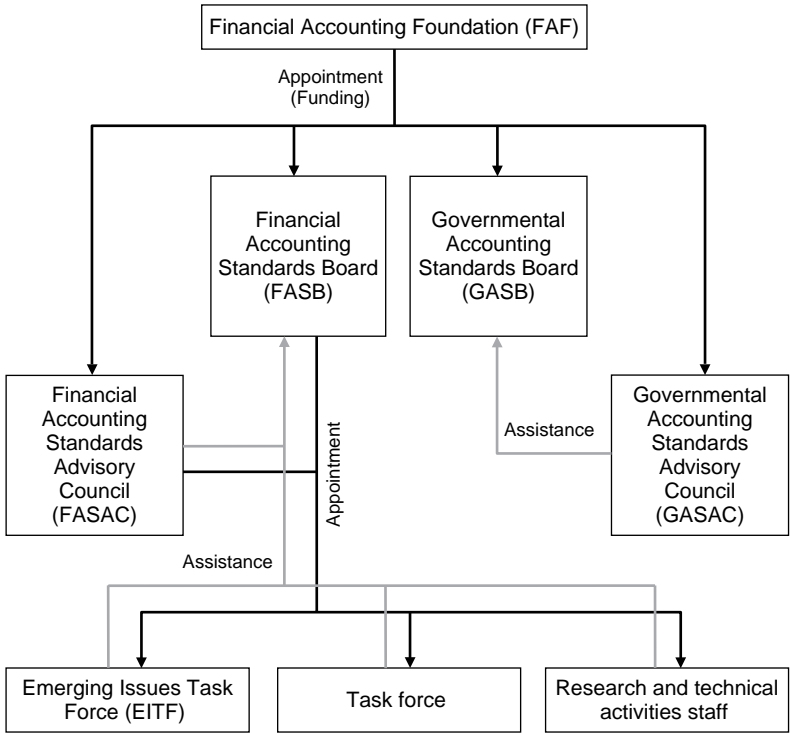 Financial Accounting Foundation (FAF)
Appointment
(Funding)
Financial
Accounting
Standards Board
(FASB)
Governmental
Accounting
Standards Board
(GASB)
Financial
Accounting
Standards
Advisory
Council
(FASAC)
Appointment
Assistance
Governmental
Accounting
Standards
Advisory
Council
(GASAC)
Assistance
Emerging Issues Task
Force (EITF)
Task force
Research and technical
activities staff